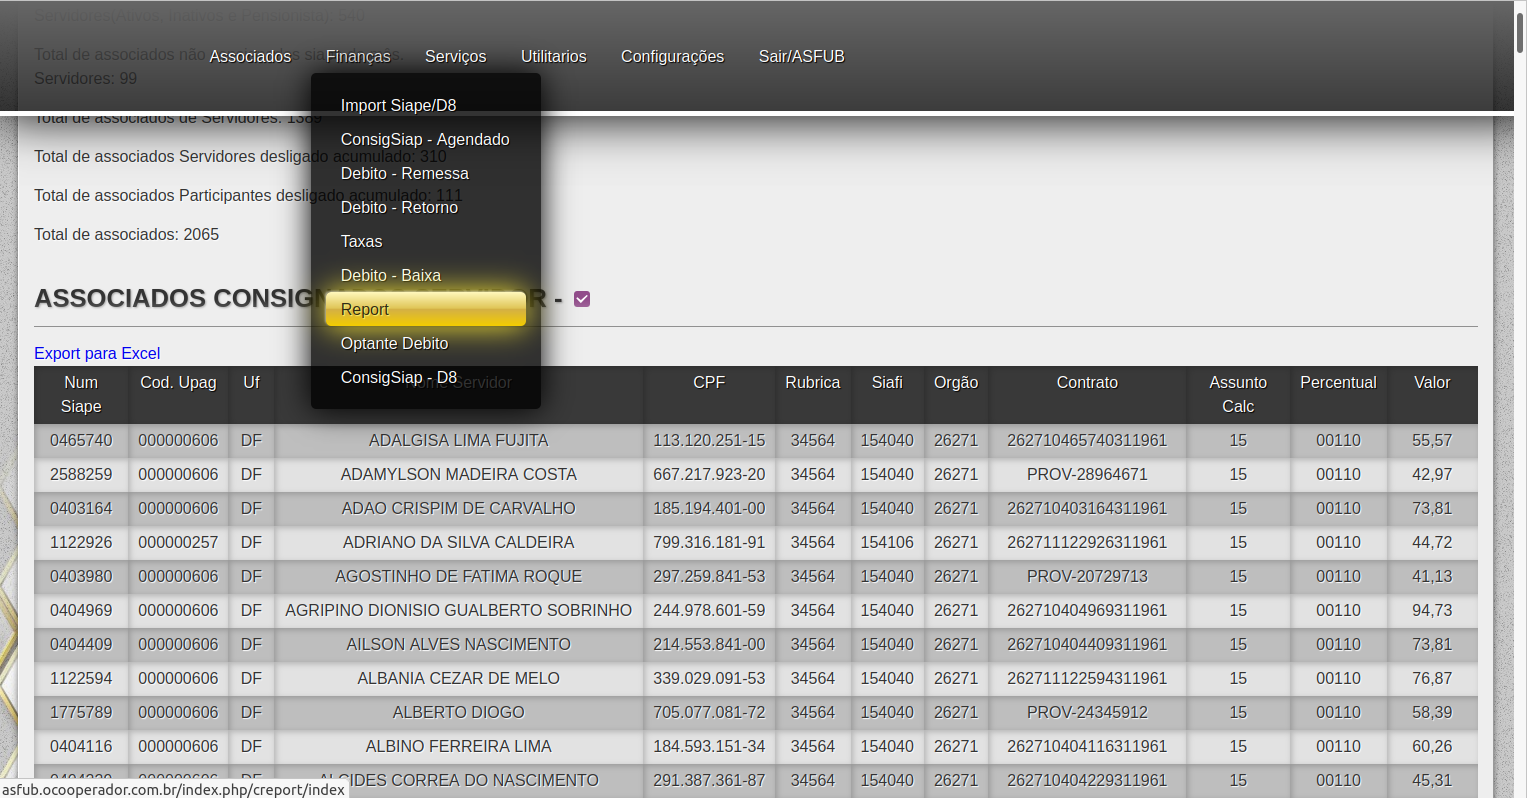 Servidores(Ativos, Inativos e Pensionista): 540
Associados Finanças Serviços Utilitarios Configurações Sair/ASFUB
Total de associados não
Servidores: 99
Import Siape/D8
Total de associados de Servidores: 1389
ConsigSiap - Agendado
Total de associados Servidores desligado acumulado: 310
Debito - Remessa
Total de associados Participantes desligado acumulado: 111
Debito - Retorno
Total de associados: 2065
Taxas
Debito - Baixa
ASSOCIADOS R -
Report
Optante Debito
Export para Excel
ConsigSiap - D8
Num Siape Cod. Upag Uf Nome Servidor CPF Rubrica Siafi Orgão Contrato Assunto Calc Percentual Valor
0465740 000000606 DF ADALGISA LIMA FUJITA 113.120.251-15 34564 154040 26271 262710465740311961 15 00110 55,57
2588259 000000606 DF ADAMYLSON MADEIRA COSTA 667.217.923-20 34564 154040 26271 PROV-28964671 15 00110 42,97
0403164 000000606 DF ADAO CRISPIM DE CARVALHO 185.194.401-00 34564 154040 26271 262710403164311961 15 00110 73,81
1122926 000000257 DF ADRIANO DA SILVA CALDEIRA 799.316.181-91 34564 154106 26271 262711122926311961 15 00110 44,72
0403980 000000606 DF AGOSTINHO DE FATIMA ROQUE 297.259.841-53 34564 154040 26271 PROV-20729713 15 00110 41,13
0404969 000000606 DF AGRIPINO DIONISIO GUALBERTO SOBRINHO 244.978.601-59 34564 154040 26271 262710404969311961 15 00110 94,73
0404409 000000606 DF AILSON ALVES NASCIMENTO 214.553.841-00 34564 154040 26271 262710404409311961 15 00110 73,81
1122594 000000606 DF ALBANIA CEZAR DE MELO 339.029.091-53 34564 154040 26271 262711122594311961 15 00110 76,87
1775789 000000606 DF ALBERTO DIOGO 705.077.081-72 34564 154040 26271 PROV-24345912 15 00110 58,39
0404116 000000606 DF ALBINO FERREIRA LIMA 184.593.151-34 34564 154040 26271 262710404116311961 15 00110 60,26
DF ALCIDES CORREA DO NASCIMENTO 291.387.361-87 34564 154040 26271 262710404229311961 15 00110 45,31
asfub.ocooperador.com.br/index.php/creport/index